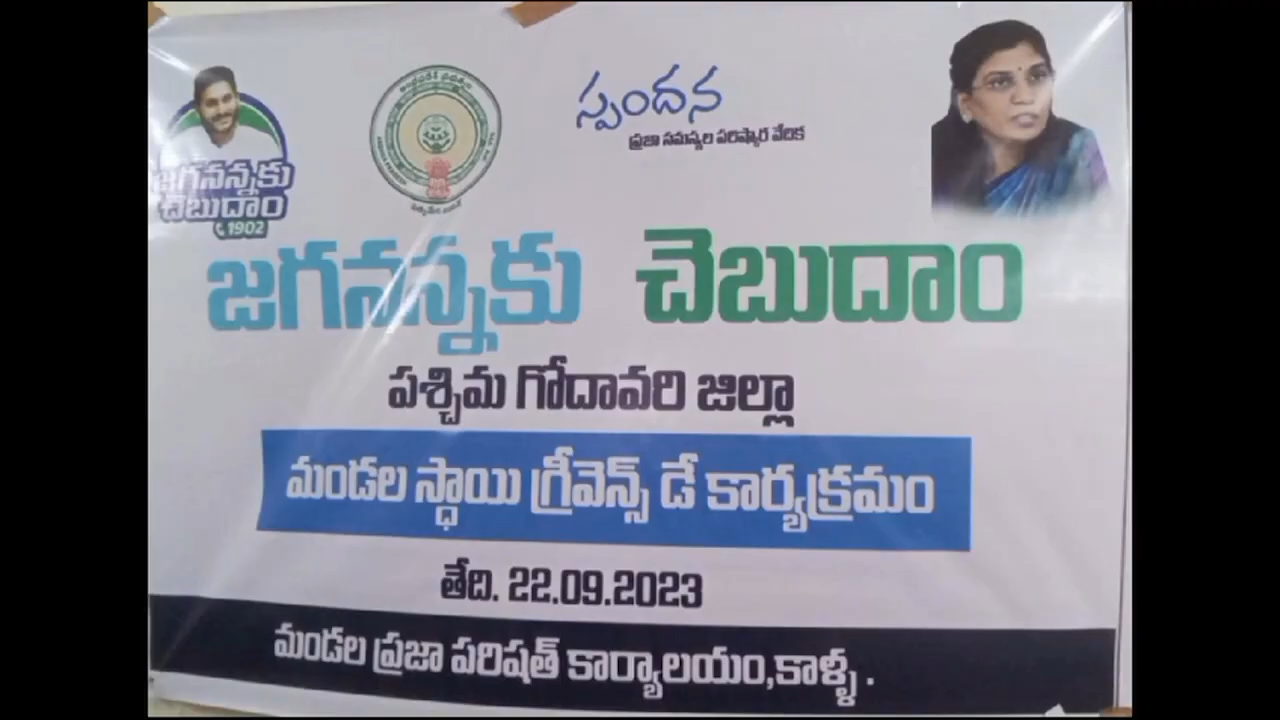 జగనన్నకు
చెబుదాం
1902
స్పందన
ప్రజా సమస్యల పరిష్కార వేదిక
జగనన్నకు చెబుదాం
పశ్చిమ గోదావరి జిల్లా
మండల స్ధాయి గ్రీవెన్స్ డే కార్యక్రమం
తేది. 22.09.2023
మండల ప్రజా పరిషత్ కార్యాలయం,కాళ్ళ .